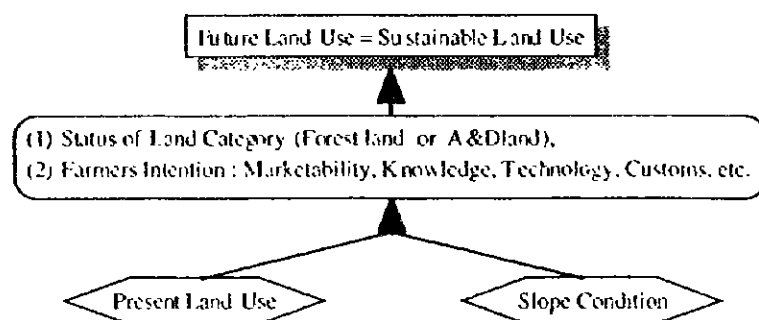 Future Land Use = Sustainable Land Use
(1) Status of Land Category (Forest land or A&Dland),
(2) Farmers Intention : Marketability, Knowledge, Technology, Customs, etc.
Present Land Use
Slope Condition